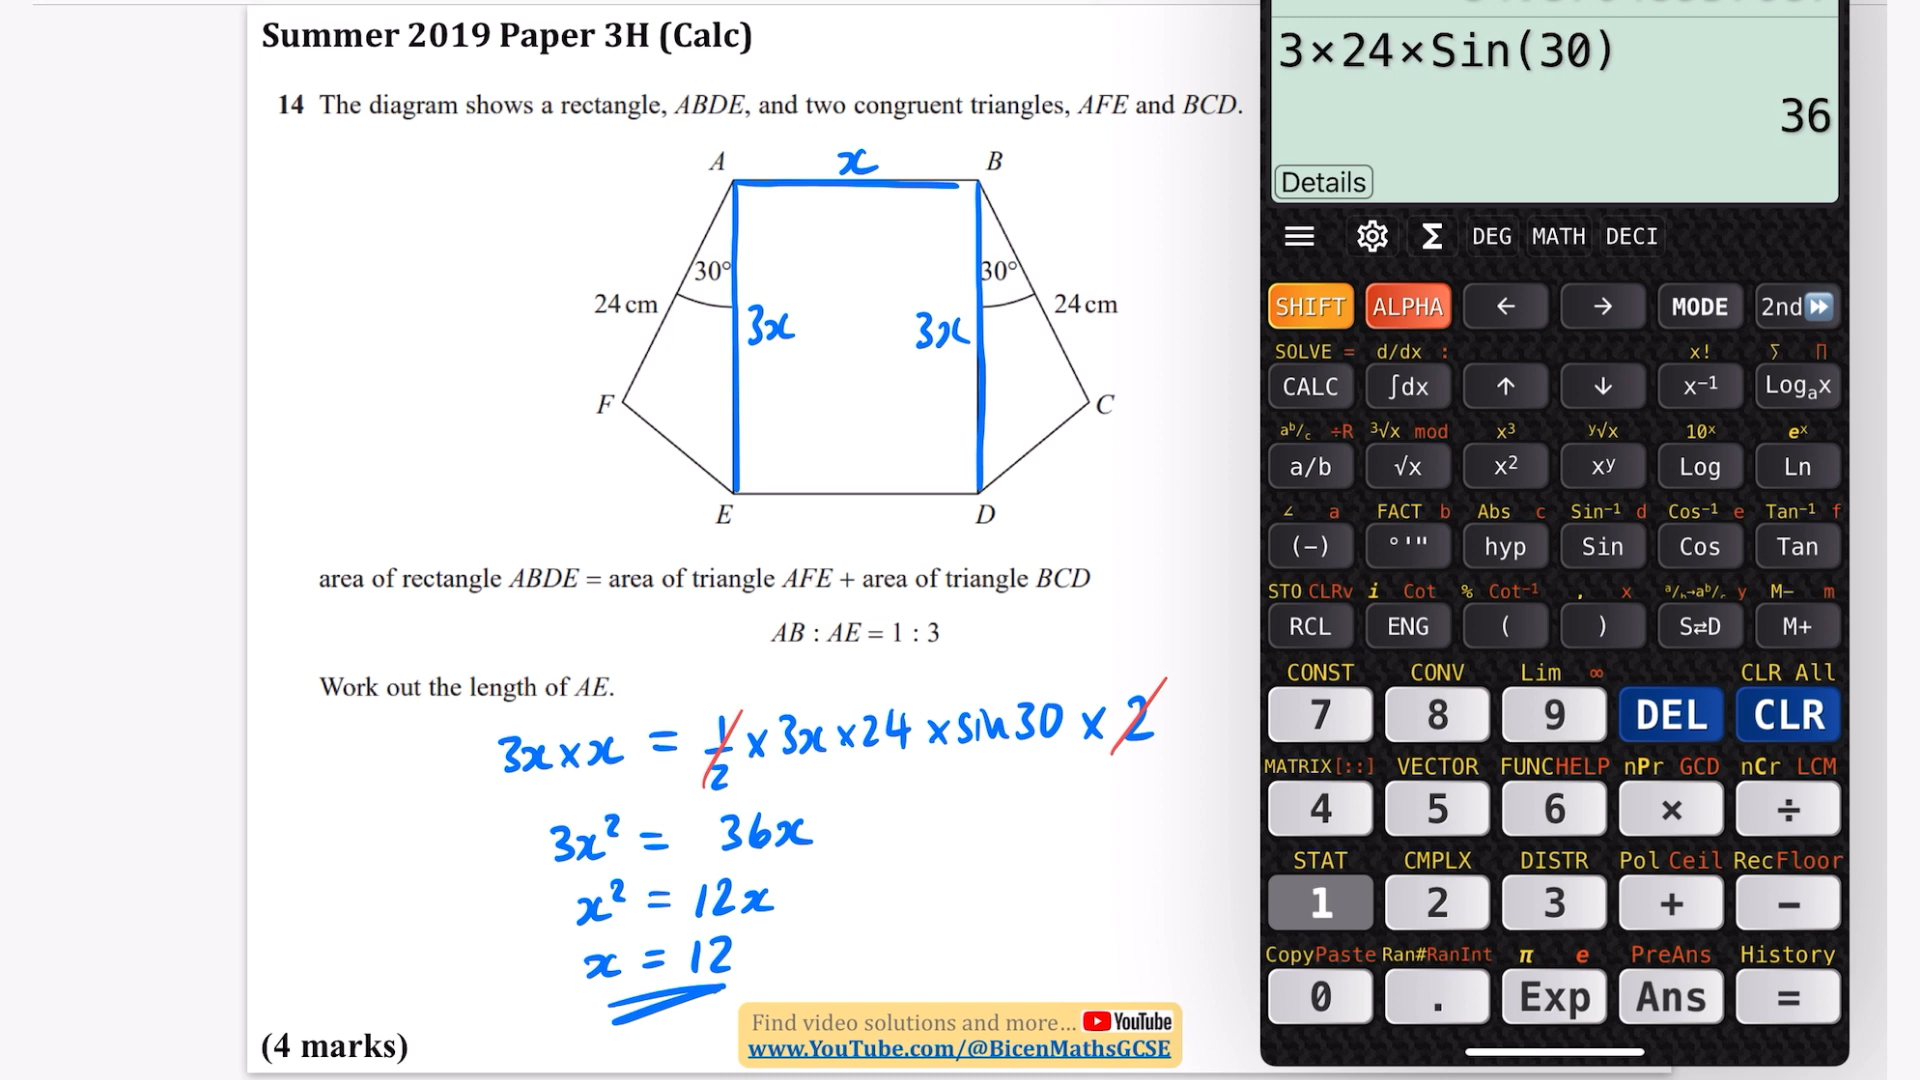 Summer 2019 Paper 3H (Calc)
14 The diagram shows a rectangle, ABDE, and two congruent triangles, AFE and BCD.
A x B
30° 30°
24 cm 3x 3x 24 cm
F C
E D
area of rectangle ABDE = area of triangle AFE + area of triangle BCD
AB : AE = 1 : 3
Work out the length of AE.
3x × x = 1/2 × 3x × 24 × sin 30 × 2
3x² = 36x
x² = 12x
x = 12
(4 marks)
Find video solutions and more... YouTube
www.YouTube.com/@BicenMathsGCSE
3×24×Sin(30)
36
Details
Σ DEG MATH DECI
SHIFT ALPHA ← → MODE 2nd
SOLVE = d/dx : x! ∑ ∏
CALC ∫dx ↑ ↓ x⁻¹ Logₐx
aᵇ/c ÷R ³√x mod x³ ʸ√x 10ˣ eˣ
a/b √x x² xʸ Log Ln
∠ a FACT b Abs c Sin⁻¹ d Cos⁻¹ e Tan⁻¹ f
(−) °'" hyp Sin Cos Tan
STO CLRv i Cot % Cot⁻¹ , x y M− m
RCL ENG ( ) S⇄D M+
CONST CONV Lim ∞ CLR All
7 8 9 DEL CLR
MATRIX[::] VECTOR FUNC HELP nPr GCD nCr LCM
4 5 6 × ÷
STAT CMPLX DISTR Pol Ceil Rec Floor
1 2 3 + −
Copy Paste Ran# RanInt π e PreAns History
0 . Exp Ans =